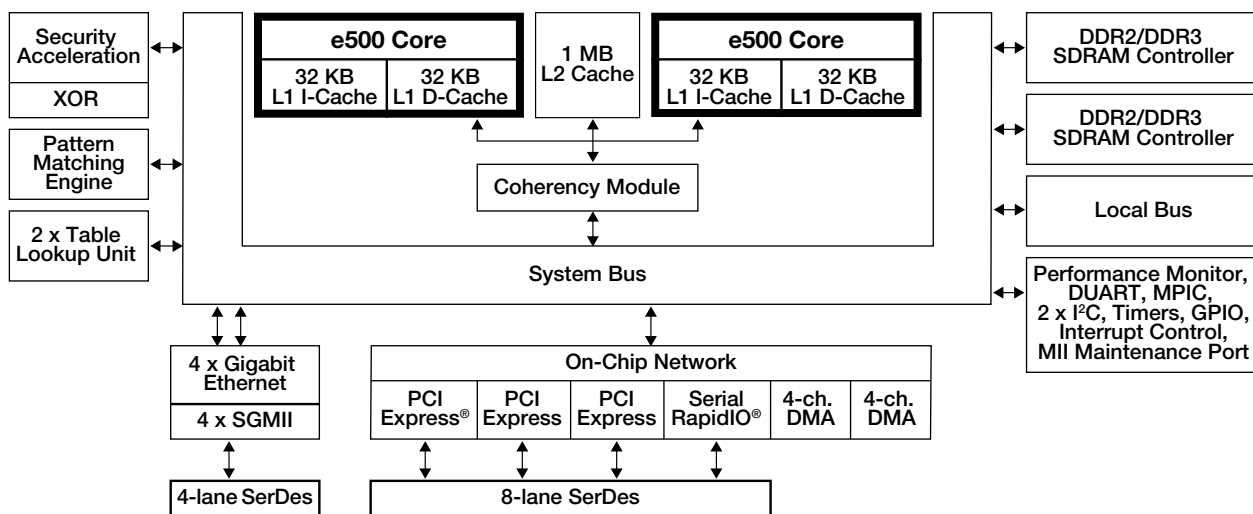 Security
Acceleration
XOR
Pattern
Matching
Engine
2 x Table
Lookup Unit
e500 Core
32 KB
L1 I-Cache
32 KB
L1 D-Cache
1 MB
L2 Cache
e500 Core
32 KB
L1 I-Cache
32 KB
L1 D-Cache
Coherency Module
System Bus
DDR2/DDR3
SDRAM Controller
DDR2/DDR3
SDRAM Controller
Local Bus
Performance Monitor,
DUART, MPIC,
2 x I²C, Timers, GPIO,
Interrupt Control,
MII Maintenance Port
4 x Gigabit
Ethernet
4 x SGMII
4-lane SerDes
On-Chip Network
PCI
Express®
PCI
Express
PCI
Express
Serial
RapidIO®
4-ch.
DMA
4-ch.
DMA
8-lane SerDes